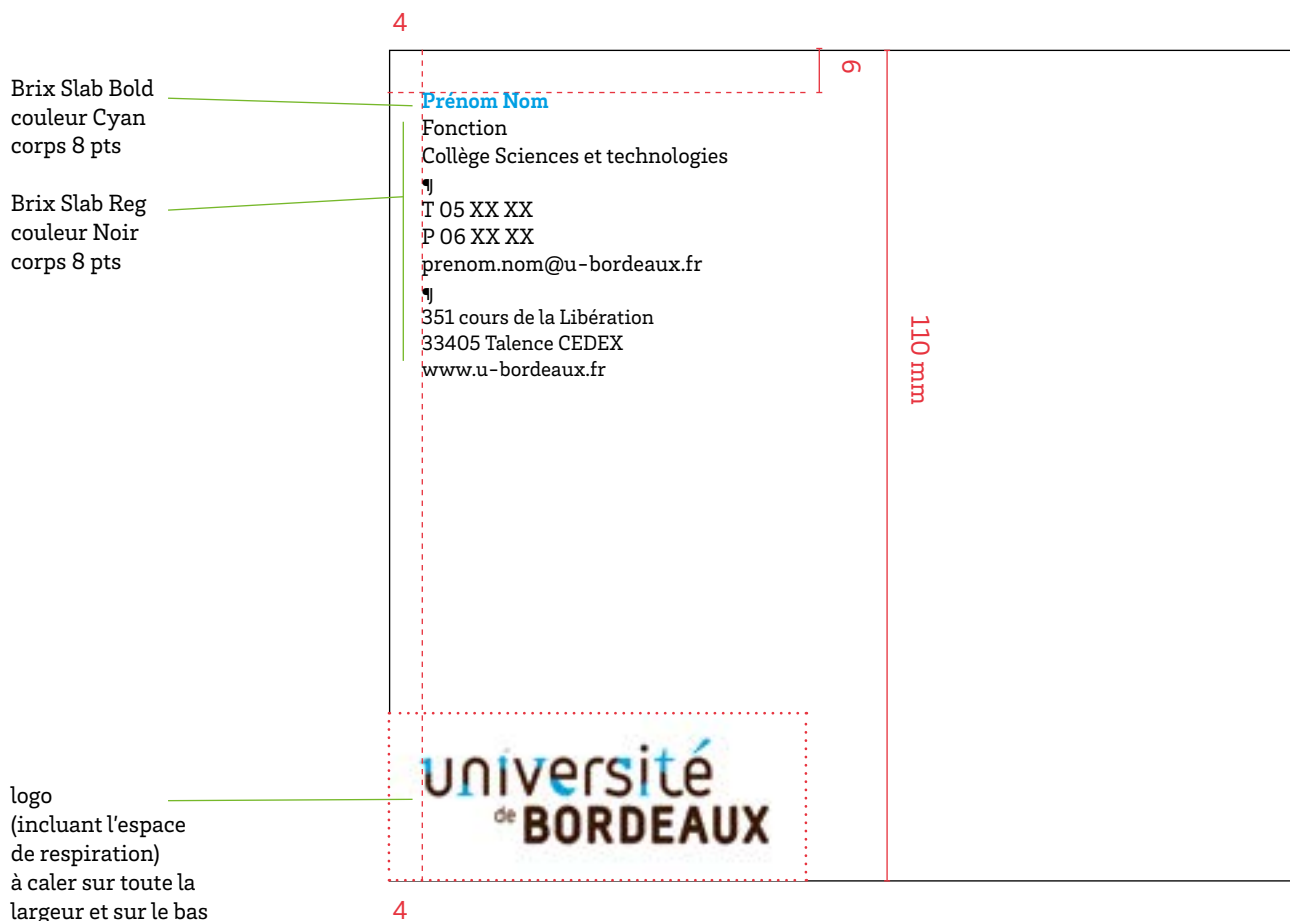 4
6
Brix Slab Bold
couleur Cyan
corps 8 pts
Brix Slab Reg
couleur Noir
corps 8 pts
Prénom Nom
Fonction
Collège Sciences et technologies
¶
T 05 XX XX
P 06 XX XX
prenom.nom@u-bordeaux.fr
¶
351 cours de la Libération
33405 Talence CEDEX
www.u-bordeaux.fr
110 mm
université
de BORDEAUX
logo
(incluant l'espace
de respiration)
à caler sur toute la
largeur et sur le bas
4